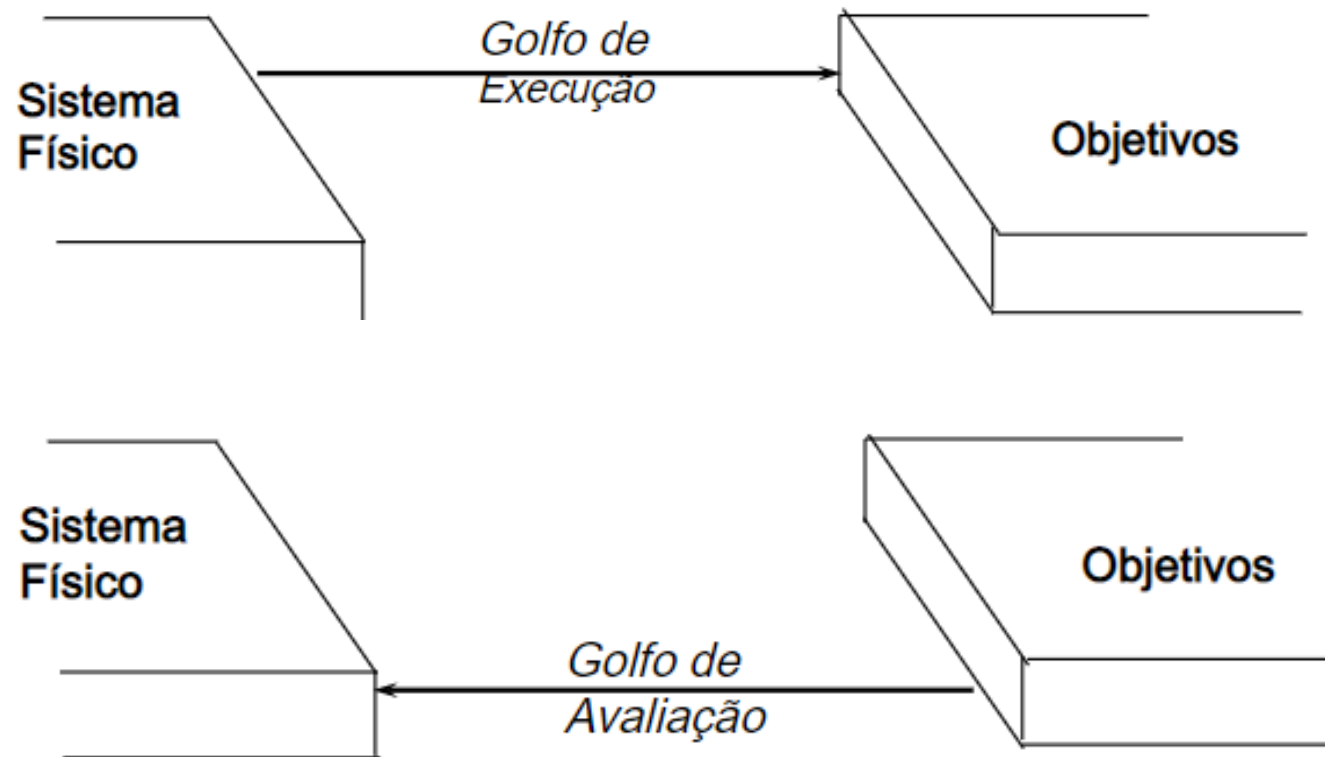 Golfo de
Execução
Sistema
Físico
Objetivos
Sistema
Físico
Objetivos
Golfo de
Avaliação